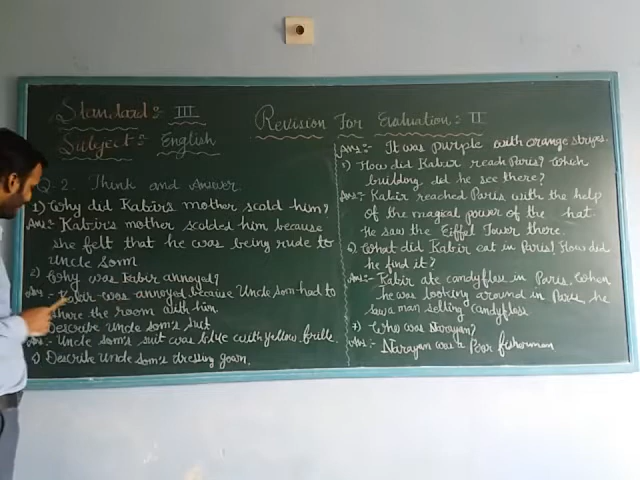 Standard :- III
Revision For Evaluation :- II
Subject :- English
Q.2. Think and Answer.
1) Why did Kabir's mother scold him?
Ans :- Kabir's mother scolded him because
she felt that he was being rude to
Uncle Som
2) Why was Kabir annoyed?
Ans :- Kabir was annoyed because Uncle Som had to
share the room with him.
Describe Uncle Som's suit
Ans :- Uncle Som's suit was blue with yellow frills.
Describe Uncle Som's dressing gown.
Ans :- It was purple with orange stripes.
How did Kabir reach Paris? Which
building did he see there?
Ans :- Kabir reached Paris with the help
of the magical power of the hat.
He saw the Eiffel Tower there.
6) What did Kabir eat in Paris? How did
he find it?
Ans :- Kabir ate candyfloss in Paris. When
he was looking around in Paris, he
saw a man selling candyfloss
7) Who was Narayan?
Ans :- Narayan was a Poor fisherman